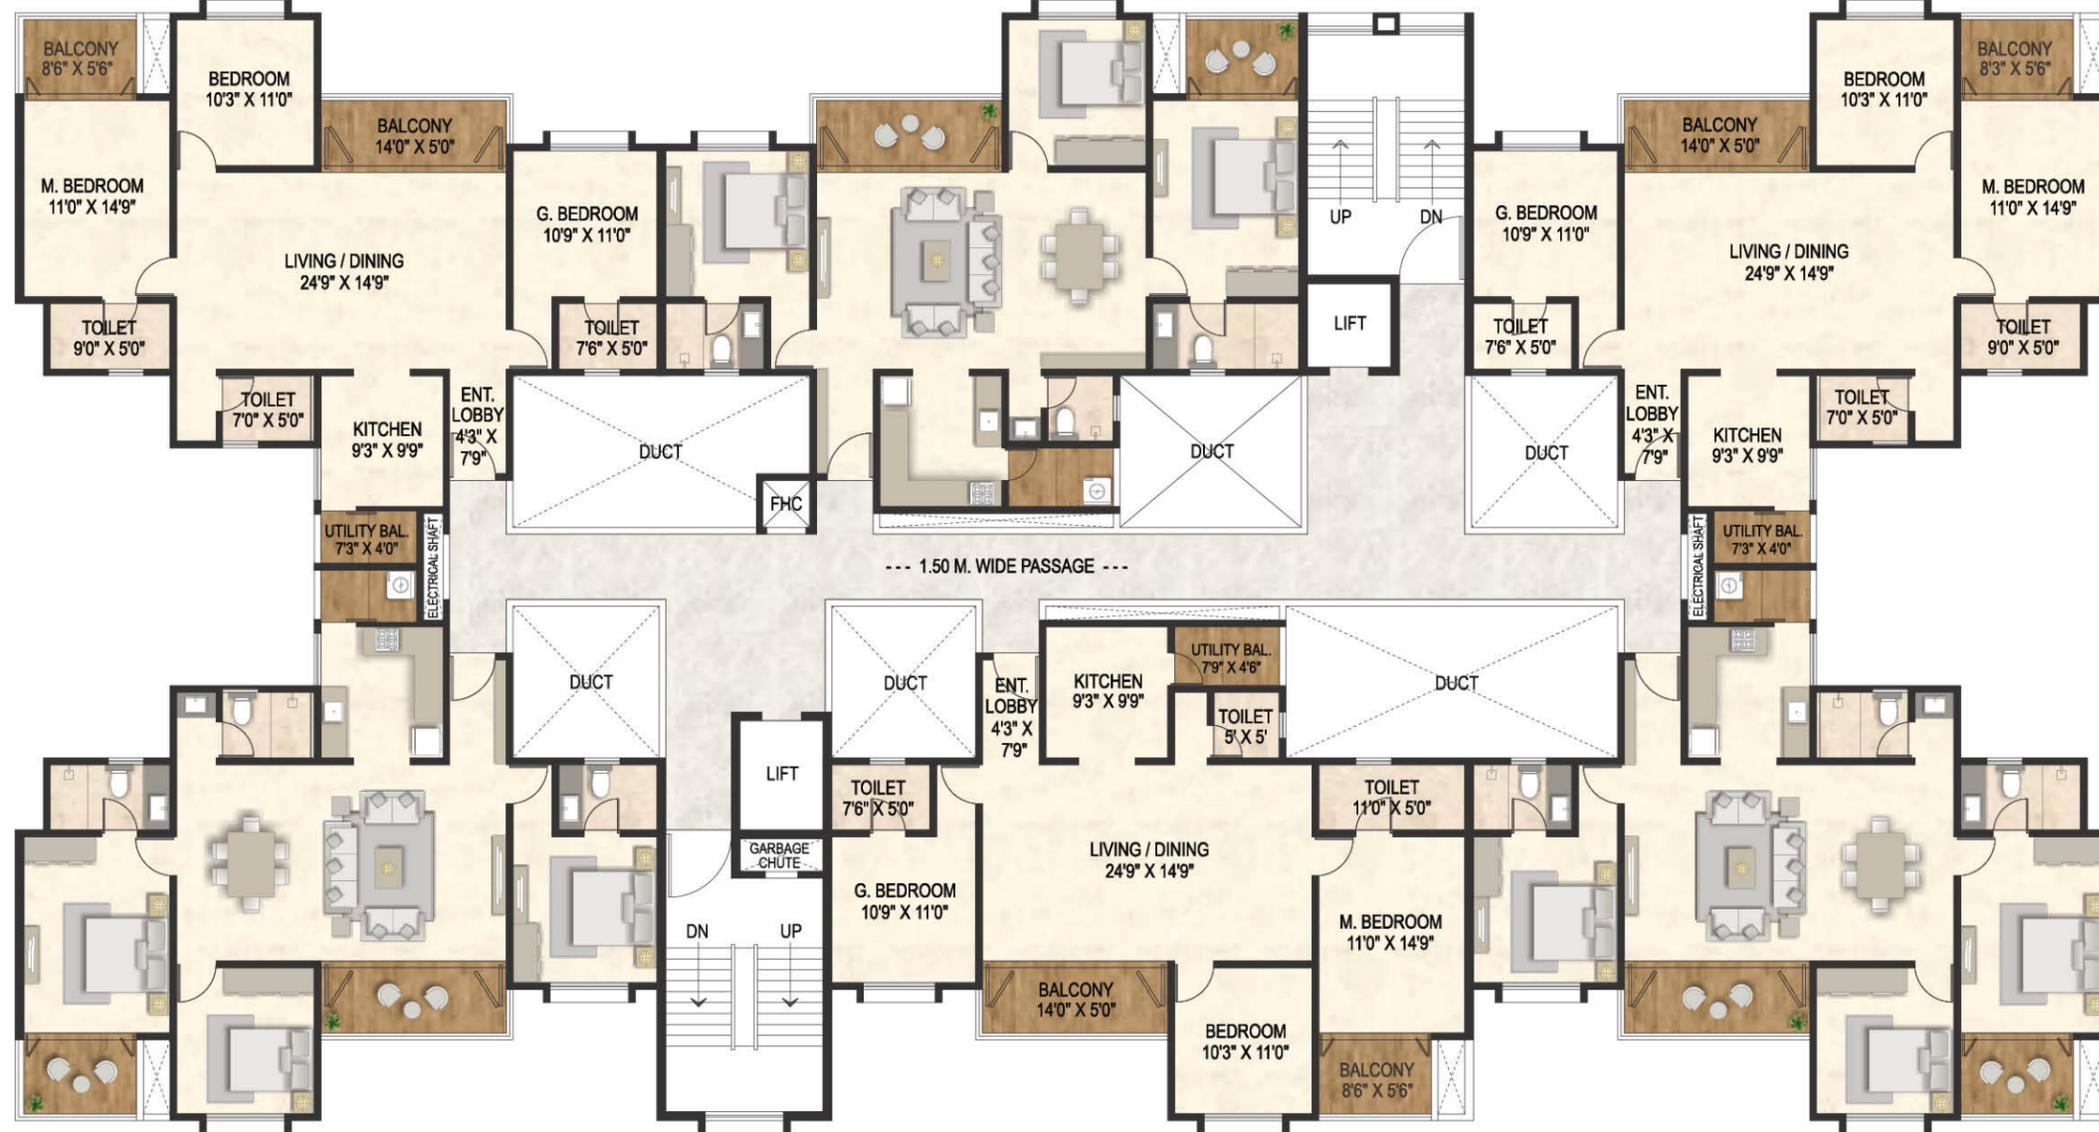 BALCONY
8'6" X 5'6"
BEDROOM
10'3" X 11'0"
BALCONY
14'0" X 5'0"
M. BEDROOM
11'0" X 14'9"
G. BEDROOM
10'9" X 11'0"
LIVING / DINING
24'9" X 14'9"
TOILET
9'0" X 5'0"
TOILET
7'6" X 5'0"
TOILET
7'0" X 5'0"
KITCHEN
9'3" X 9'9"
ENT.
LOBBY
4'3" X
7'9"
DUCT
FHC
UTILITY BAL.
7'3" X 4'0"
ELECTRICAL SHAFT
UP
DN
LIFT
DUCT
BEDROOM
10'3" X 11'0"
BALCONY
8'3" X 5'6"
BALCONY
14'0" X 5'0"
G. BEDROOM
10'9" X 11'0"
M. BEDROOM
11'0" X 14'9"
LIVING / DINING
24'9" X 14'9"
TOILET
7'6" X 5'0"
TOILET
9'0" X 5'0"
DUCT
ENT.
LOBBY
4'3" X
7'9"
KITCHEN
9'3" X 9'9"
TOILET
7'0" X 5'0"
ELECTRICAL SHAFT
UTILITY BAL.
7'3" X 4'0"
--- 1.50 M. WIDE PASSAGE ---
DUCT
LIFT
GARBAGE
CHUTE
DN
UP
DUCT
ENT.
LOBBY
4'3" X
7'9"
KITCHEN
9'3" X 9'9"
UTILITY BAL.
7'9" X 4'6"
TOILET
5' X 5'
DUCT
TOILET
7'6" X 5'0"
TOILET
11'0" X 5'0"
LIVING / DINING
24'9" X 14'9"
G. BEDROOM
10'9" X 11'0"
M. BEDROOM
11'0" X 14'9"
BALCONY
14'0" X 5'0"
BEDROOM
10'3" X 11'0"
BALCONY
8'6" X 5'6"